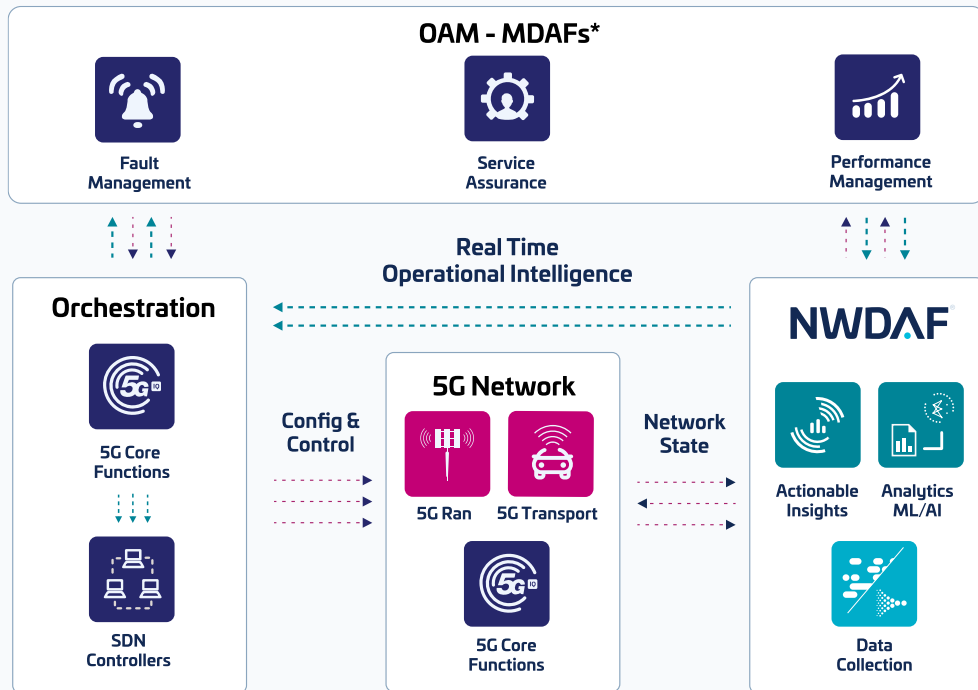 OAM - MDAFs*
Fault
Management
Service
Assurance
Performance
Management
Real Time
Operational Intelligence
Orchestration
5G IQ
5G Core
Functions
SDN
Controllers
Config &
Control
5G Network
5G Ran
5G Transport
5G IQ
5G Core
Functions
Network
State
NWDAF
Actionable
Insights
Analytics
ML/AI
Data
Collection